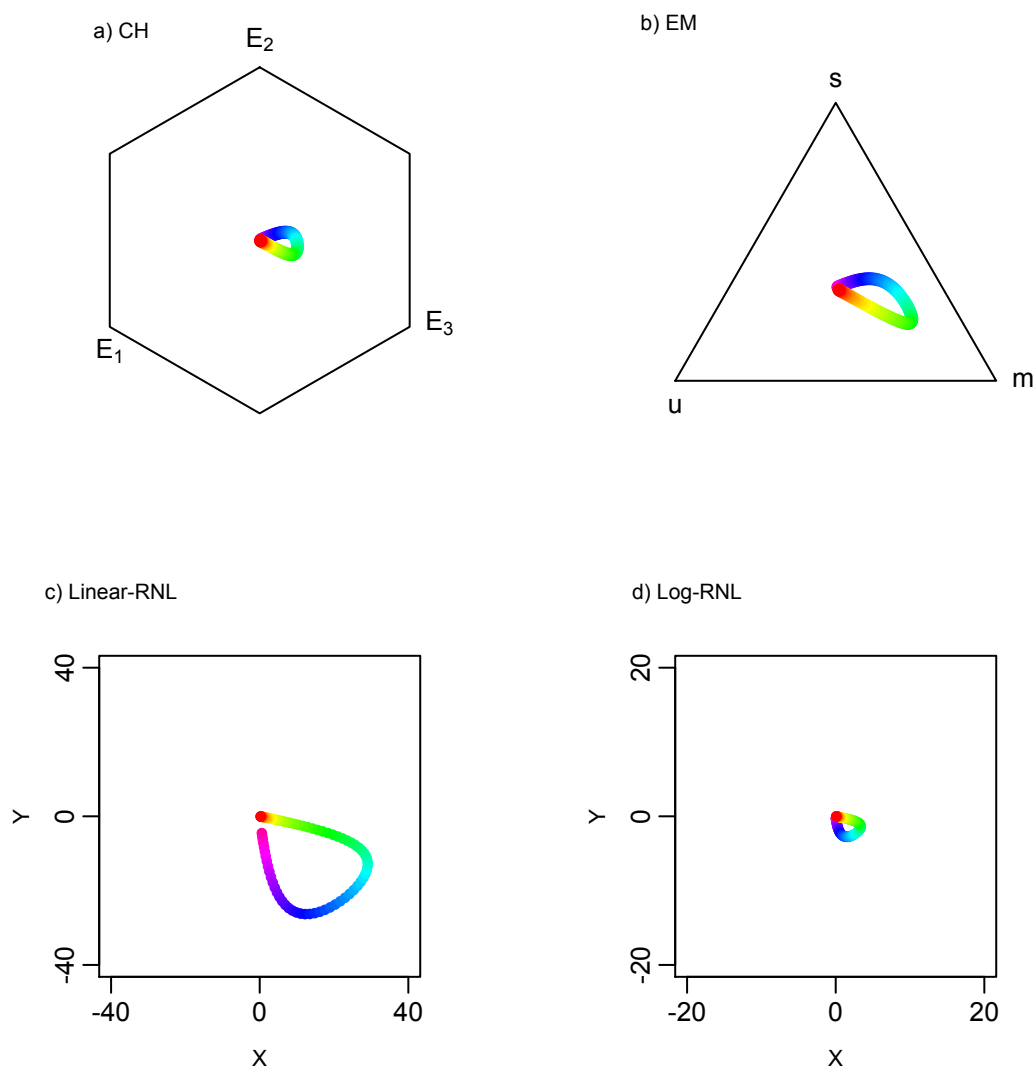 a) CH
E₂
E₁
E₃
b) EM
s
u
m
c) Linear-RNL
Y
40
0
-40
-40 0 40
X
d) Log-RNL
Y
20
0
-20
-20 0 20
X